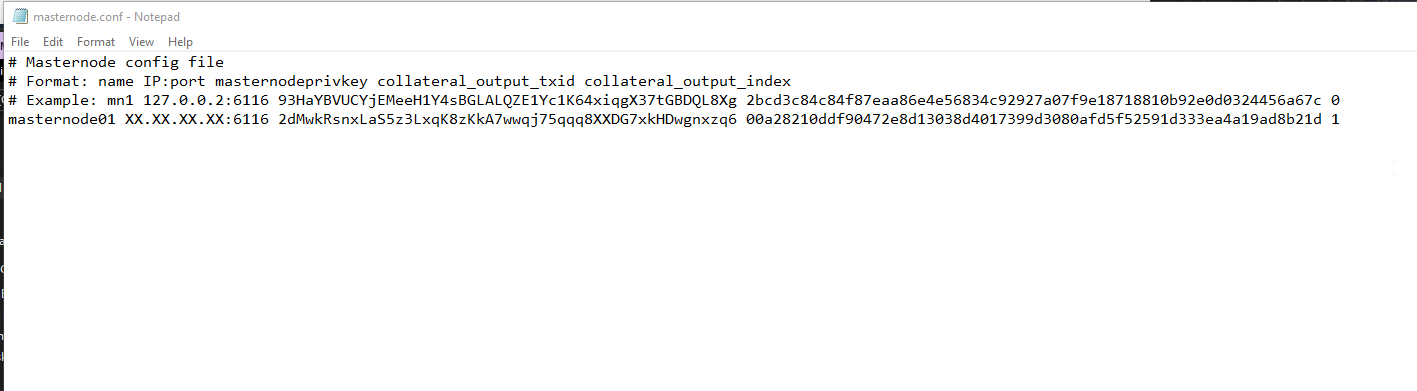 masternode.conf - Notepad
File Edit Format View Help
# Masternode config file
# Format: name IP:port masternodeprivkey collateral_output_txid collateral_output_index
# Example: mn1 127.0.0.2:6116 93HaYBVUCYjEMeeH1Y4sBGLALQZE1Yc1K64xiqgX37tGBDQL8Xg 2bcd3c84c84f87eaa86e4e56834c92927a07f9e18718810b92e0d0324456a67c 0
masternode01 XX.XX.XX.XX:6116 2dMwkRsnxLaS5z3LxqK8zKkA7wwqj75qqq8XXDG7xkHDwgnxzq6 00a28210ddf90472e8d13038d4017399d3080afd5f52591d333ea4a19ad8b21d 1